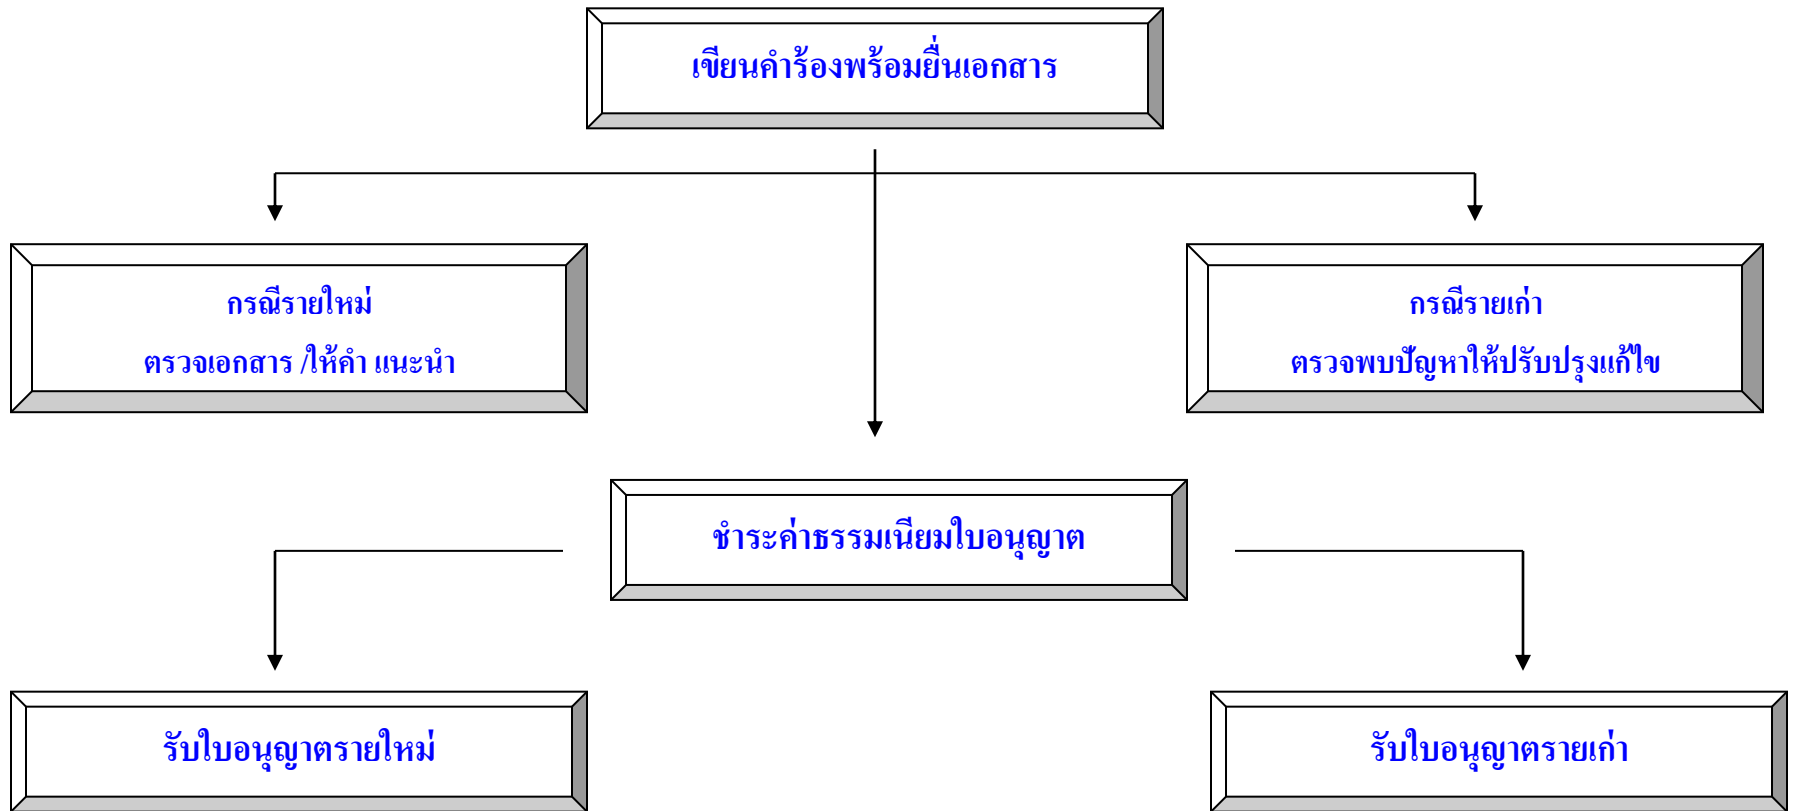 เขียนคำร้องพร้อมยื่นเอกสาร
กรณีรายใหม่
ตรวจเอกสาร /ให้คำ แนะนำ
กรณีรายเก่า
ตรวจพบปัญหาให้ปรับปรุงแก้ไข
ชำระค่าธรรมเนียมใบอนุญาต
รับใบอนุญาตรายใหม่
รับใบอนุญาตรายเก่า